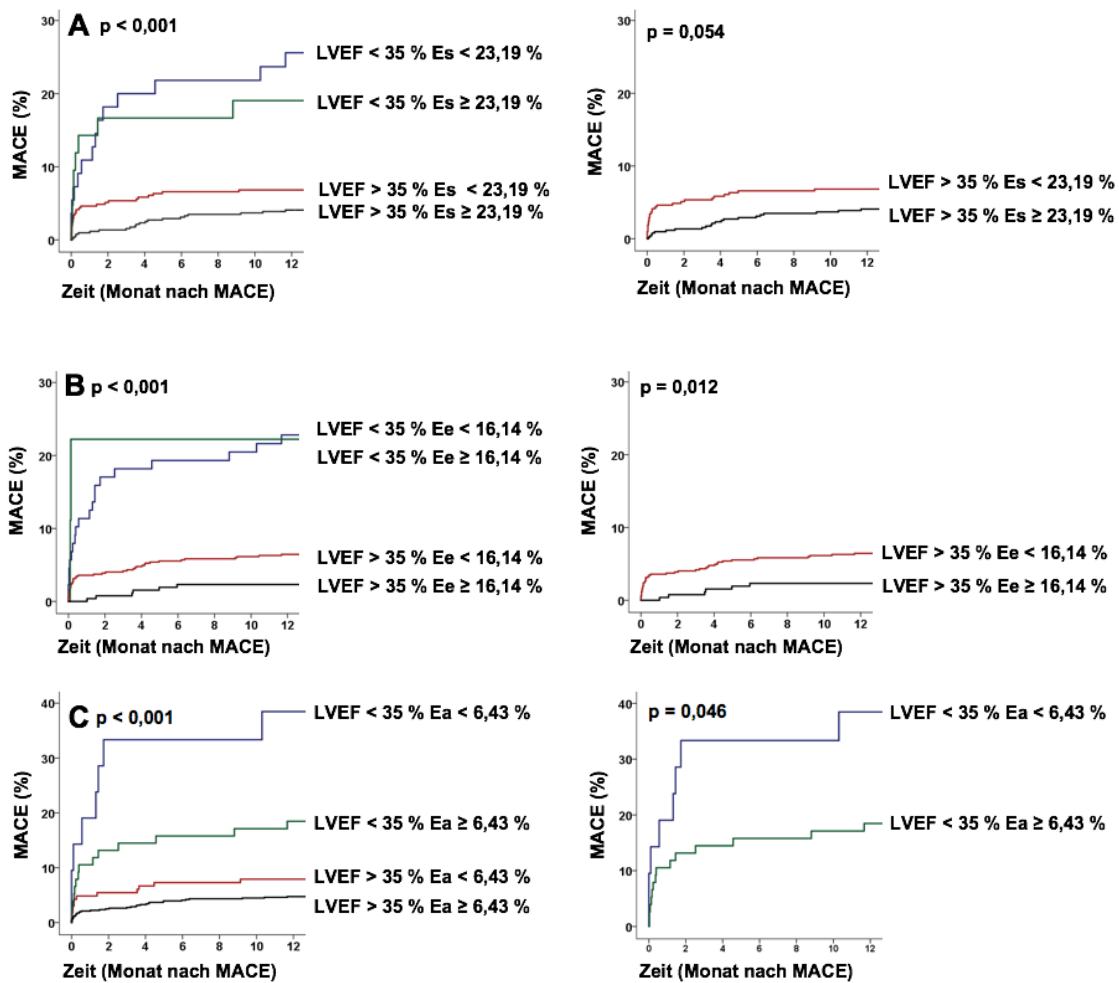 A p < 0,001
MACE (%)
30
20
10
0
LVEF < 35 % Es < 23,19 %
LVEF < 35 % Es ≥ 23,19 %
LVEF > 35 % Es < 23,19 %
LVEF > 35 % Es ≥ 23,19 %
0 2 4 6 8 10 12
Zeit (Monat nach MACE)
p = 0,054
MACE (%)
30
20
10
0
LVEF > 35 % Es < 23,19 %
LVEF > 35 % Es ≥ 23,19 %
0 2 4 6 8 10 12
Zeit (Monat nach MACE)
B p < 0,001
MACE (%)
30
20
10
0
LVEF < 35 % Ee < 16,14 %
LVEF < 35 % Ee ≥ 16,14 %
LVEF > 35 % Ee < 16,14 %
LVEF > 35 % Ee ≥ 16,14 %
0 2 4 6 8 10 12
Zeit (Monat nach MACE)
p = 0,012
MACE (%)
30
20
10
0
LVEF > 35 % Ee < 16,14 %
LVEF > 35 % Ee ≥ 16,14 %
0 2 4 6 8 10 12
Zeit (Monat nach MACE)
C p < 0,001
MACE (%)
40
30
20
10
0
LVEF < 35 % Ea < 6,43 %
LVEF < 35 % Ea ≥ 6,43 %
LVEF > 35 % Ea < 6,43 %
LVEF > 35 % Ea ≥ 6,43 %
0 2 4 6 8 10 12
Zeit (Monat nach MACE)
p = 0,046
MACE (%)
40
30
20
10
0
LVEF < 35 % Ea < 6,43 %
LVEF < 35 % Ea ≥ 6,43 %
0 2 4 6 8 10 12
Zeit (Monat nach MACE)